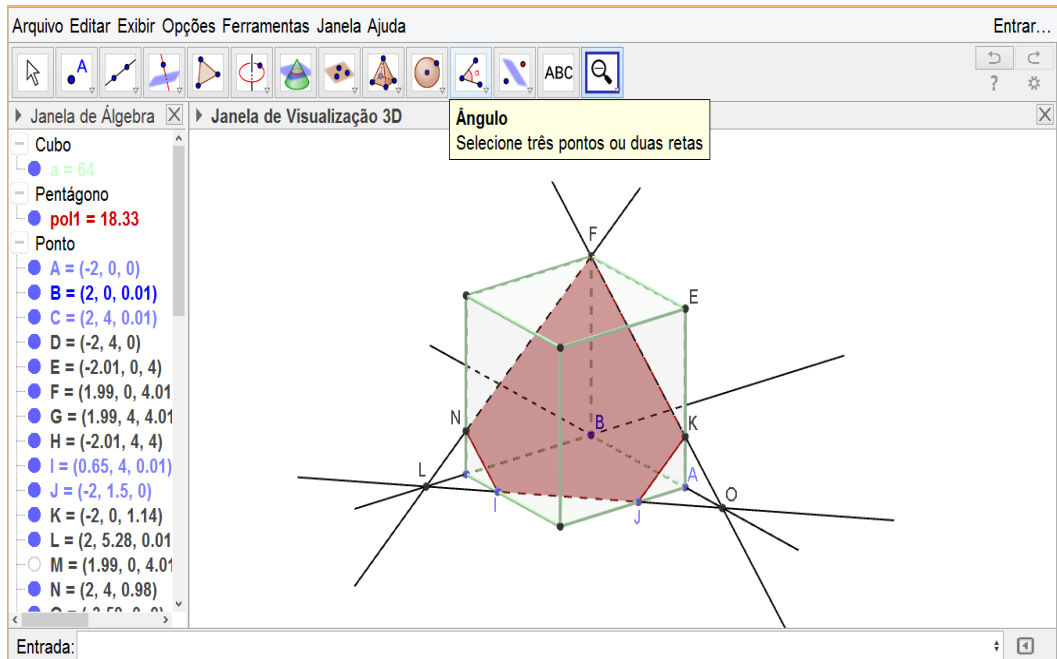 Arquivo Editar Exibir Opções Ferramentas Janela Ajuda
Entrar...
A
α
ABC
?
Janela de Álgebra
Janela de Visualização 3D
Ângulo
Selecione três pontos ou duas retas
Cubo
a = 64
Pentágono
pol1 = 18.33
Ponto
A = (-2, 0, 0)
B = (2, 0, 0.01)
C = (2, 4, 0.01)
D = (-2, 4, 0)
E = (-2.01, 0, 4)
F = (1.99, 0, 4.01
G = (1.99, 4, 4.01
H = (-2.01, 4, 4)
I = (0.65, 4, 0.01)
J = (-2, 1.5, 0)
K = (-2, 0, 1.14)
L = (2, 5.28, 0.01
M = (1.99, 0, 4.01
N = (2, 4, 0.98)
F
E
N
B
K
L
A
I
J
O
Entrada: